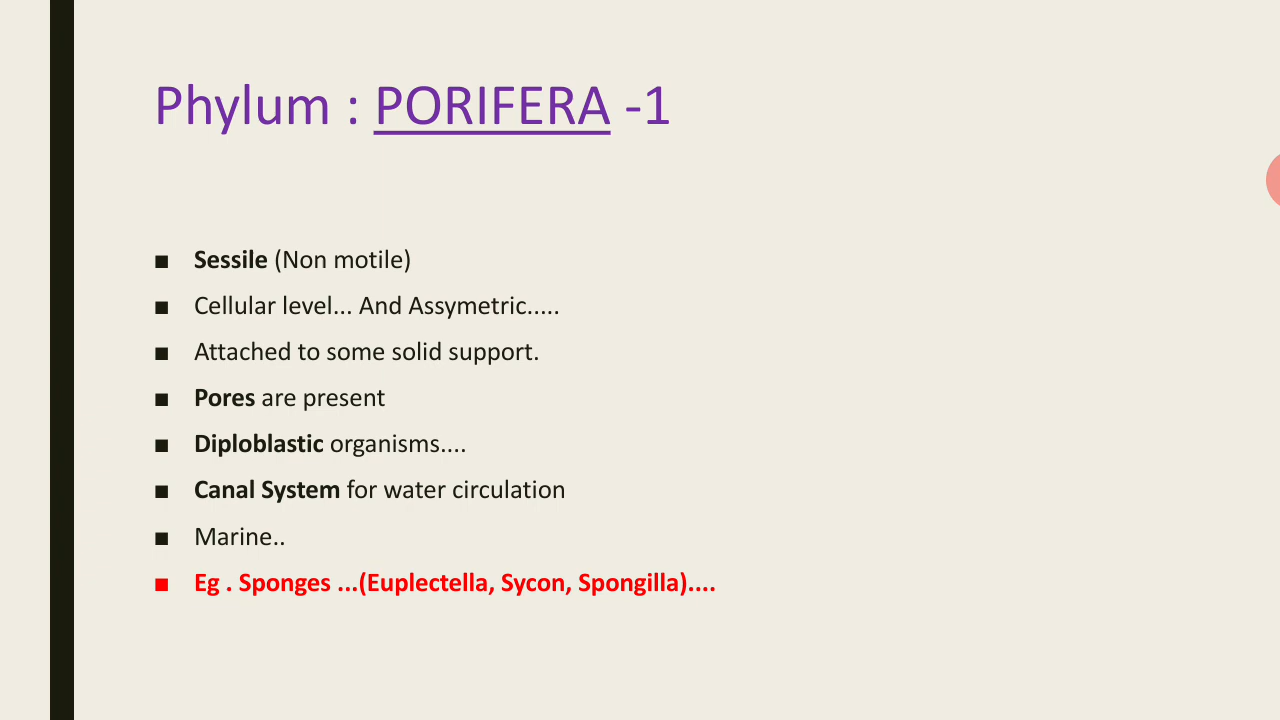 Phylum : PORIFERA -1
■ Sessile (Non motile)
■ Cellular level... And Assymetric.....
■ Attached to some solid support.
■ Pores are present
■ Diploblastic organisms....
■ Canal System for water circulation
■ Marine..
■ Eg . Sponges ...(Euplectella, Sycon, Spongilla)....